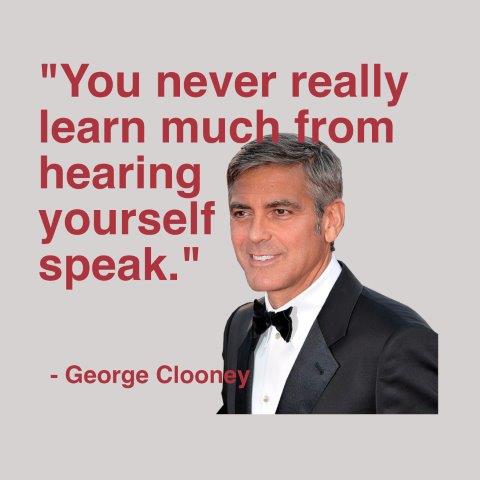 "You never really
learn much from
hearing
yourself
speak."
- George Clooney